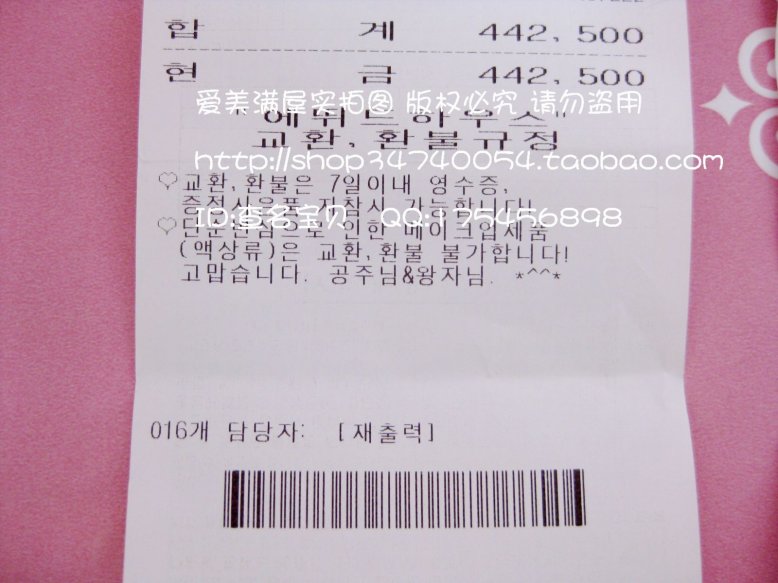 합 계 442,500
현 금 442,500
爱美满屋实拍图 版权必究 请勿盗用
"에뛰드하우스"
교환,환불규정
http://shop34740054.taobao.com
♡교환,환불은 7일이내 영수증,
증정사은품 지참시 가능합니다!
ID:查名宝贝 QQ:175456898
♡단순변심으로 인한 메이크업제품
(액상류)은 교환,환불 불가합니다!
고맙습니다. 공주님&왕자님. *^^*
016개 담당자: [재출력]